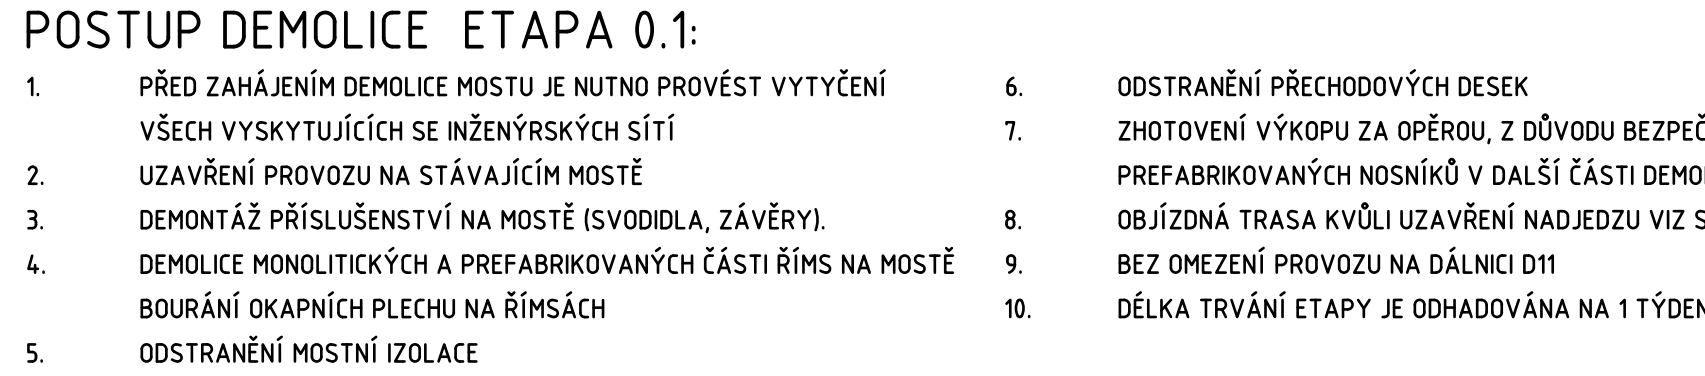 POSTUP DEMOLICE ETAPA 0.1:
1. PŘED ZAHÁJENÍM DEMOLICE MOSTU JE NUTNO PROVÉST VYTYČENÍ
VŠECH VYSKYTUJÍCÍCH SE INŽENÝRSKÝCH SÍTÍ
2. UZAVŘENÍ PROVOZU NA STÁVAJÍCÍM MOSTĚ
3. DEMONTÁŽ PŘÍSLUŠENSTVÍ NA MOSTĚ (SVODIDLA, ZÁVĚRY).
4. DEMOLICE MONOLITICKÝCH A PREFABRIKOVANÝCH ČÁSTI ŘÍMS NA MOSTĚ
BOURÁNÍ OKAPNÍCH PLECHU NA ŘÍMSÁCH
5. ODSTRANĚNÍ MOSTNÍ IZOLACE
6. ODSTRANĚNÍ PŘECHODOVÝCH DESEK
7. ZHOTOVENÍ VÝKOPU ZA OPĚROU, Z DŮVODU
PREFABRIKOVANÝCH NOSNÍKŮ V DALŠÍ ČÁSTI
8. OBJÍZDNÁ TRASA KVŮLI UZAVŘENÍ NADJEDZU VIZ
9. BEZ OMEZENÍ PROVOZU NA DÁLNICI D11
10. DÉLKA TRVÁNÍ ETAPY JE ODHADOVÁNA NA 1 TÝDEN